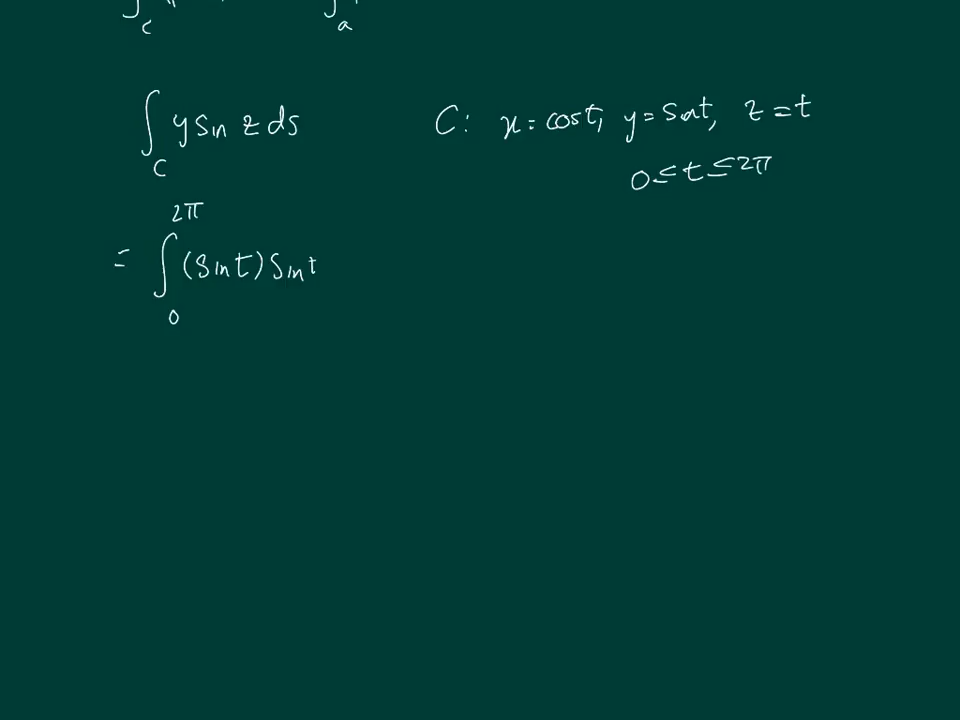 ∫ ∫
c a
∫_C y sin z ds C: x = cos t, y = sin t, z = t
0 ≤ t ≤ 2π
= ∫_0^{2π} (sin t) sin t